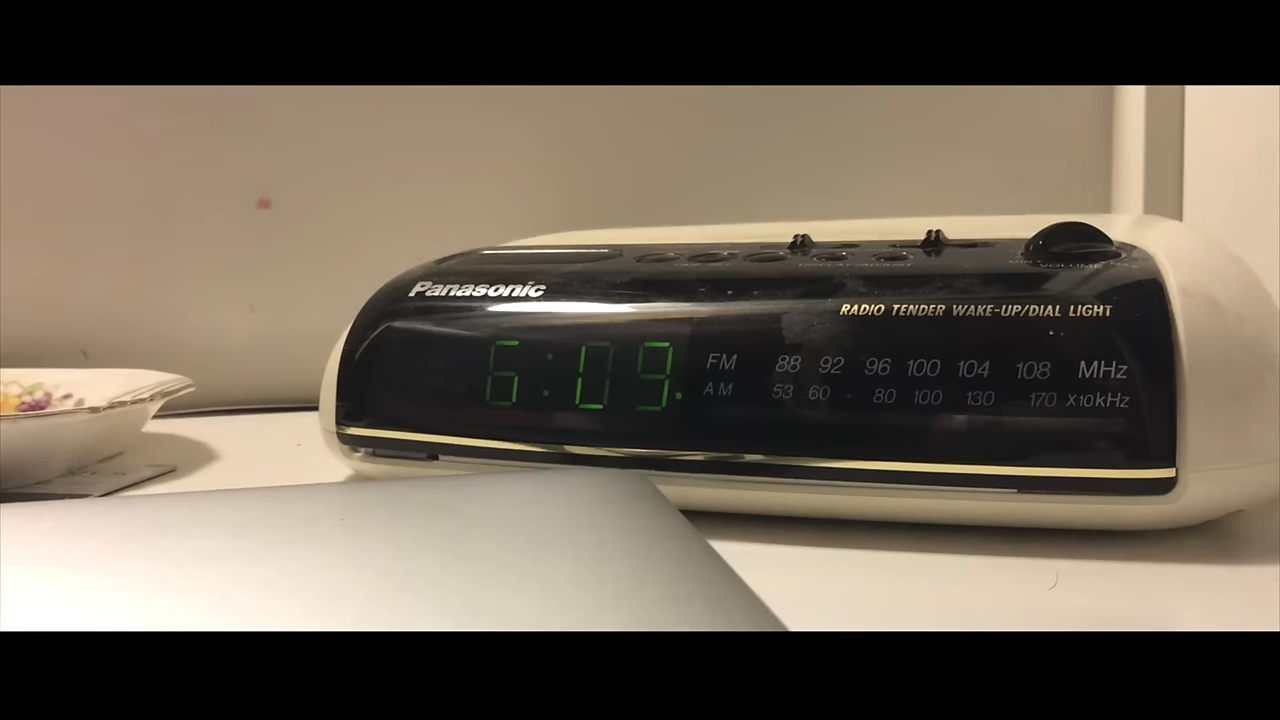 Panasonic
RADIO TENDER WAKE-UP/DIAL LIGHT
6:09.
FM 88 92 96 100 104 108 MHz
AM 53 60 80 100 130 170 X10kHz
VOLUME